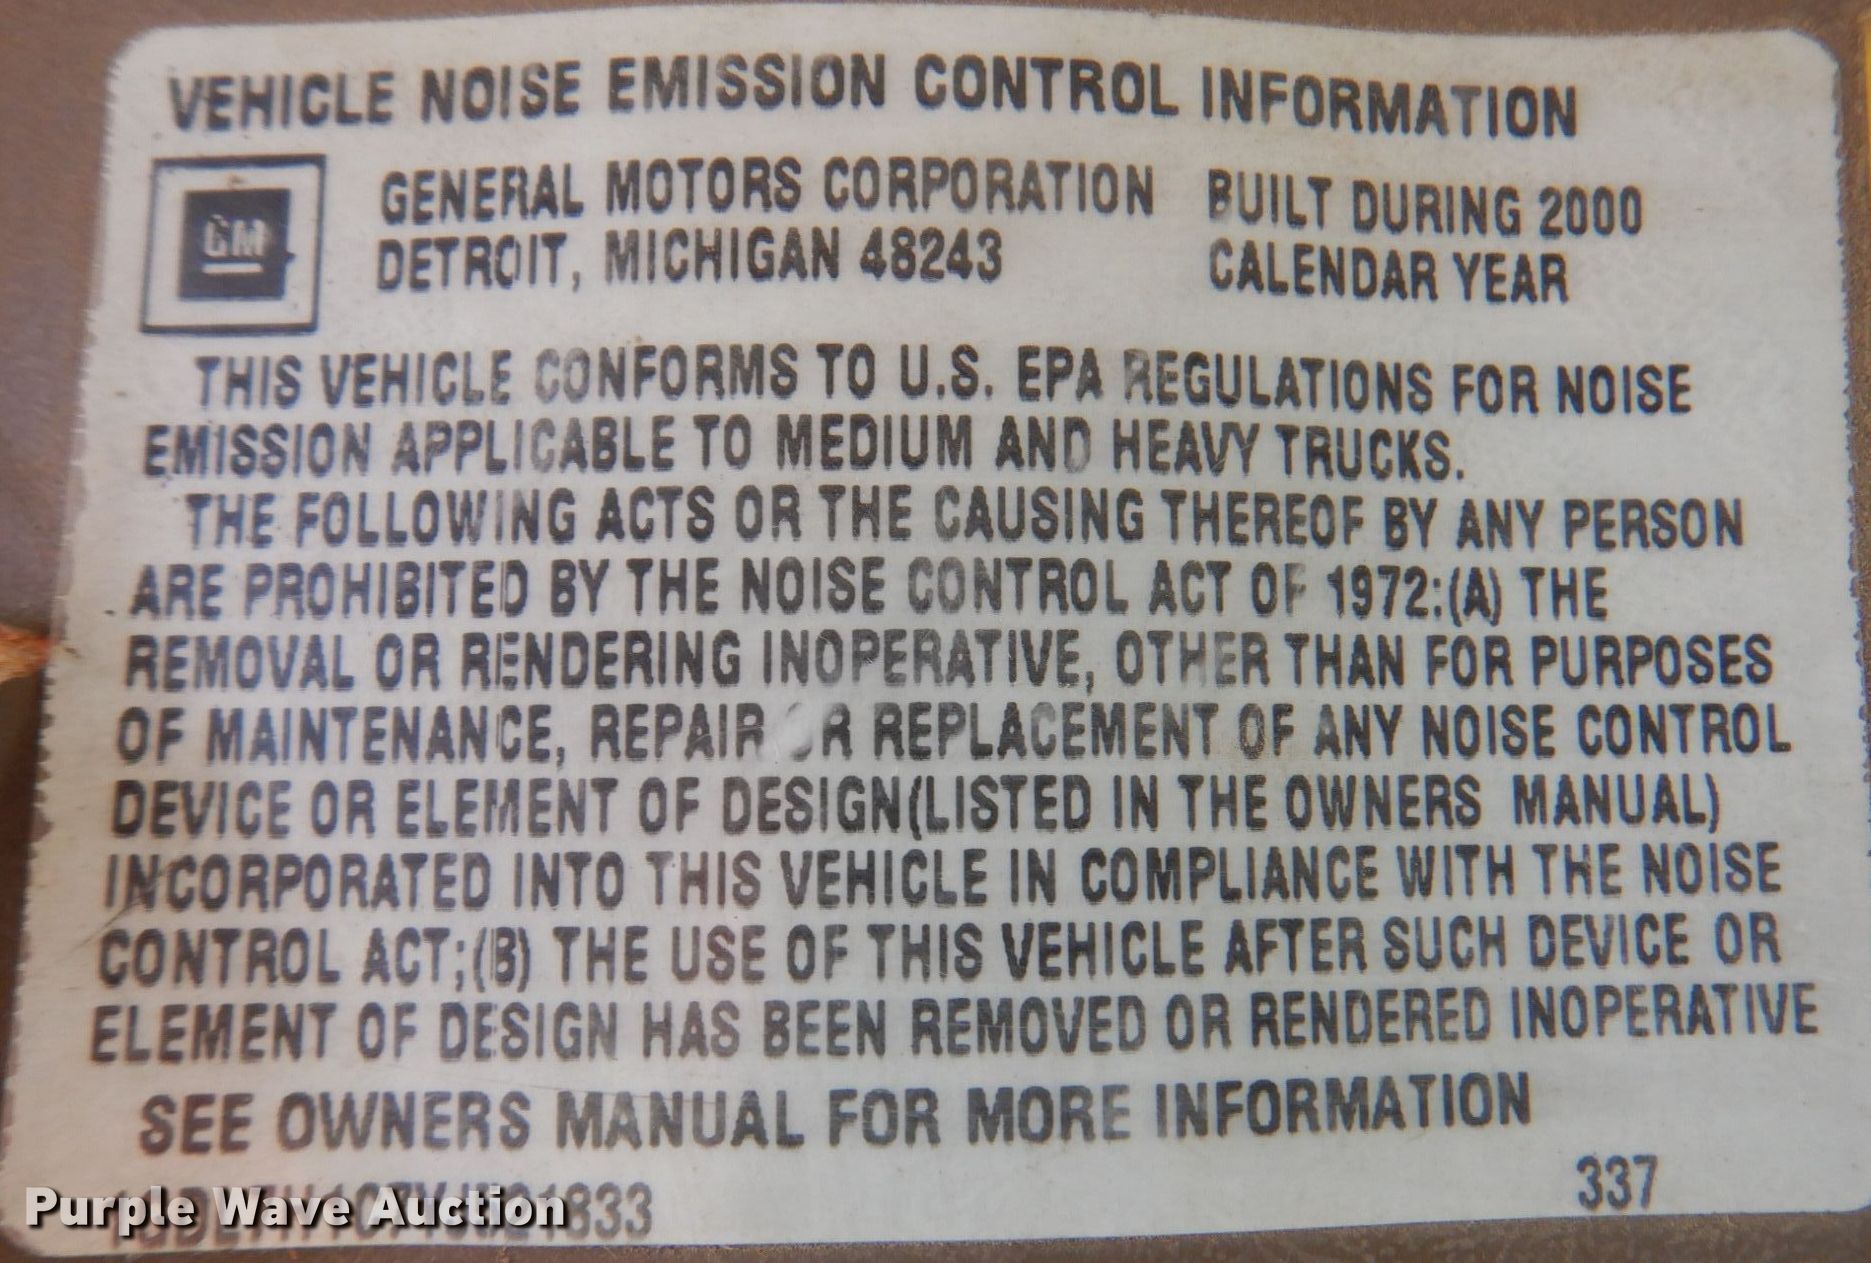 VEHICLE NOISE EMISSION CONTROL INFORMATION
GM
GENERAL MOTORS CORPORATION
DETROIT, MICHIGAN 48243
BUILT DURING 2000
CALENDAR YEAR
THIS VEHICLE CONFORMS TO U.S. EPA REGULATIONS FOR NOISE
EMISSION APPLICABLE TO MEDIUM AND HEAVY TRUCKS.
THE FOLLOWING ACTS OR THE CAUSING THEREOF BY ANY PERSON
ARE PROHIBITED BY THE NOISE CONTROL ACT OF 1972:(A) THE
REMOVAL OR RENDERING INOPERATIVE, OTHER THAN FOR PURPOSES
OF MAINTENANCE, REPAIR OR REPLACEMENT OF ANY NOISE CONTROL
DEVICE OR ELEMENT OF DESIGN(LISTED IN THE OWNERS MANUAL)
INCORPORATED INTO THIS VEHICLE IN COMPLIANCE WITH THE NOISE
CONTROL ACT;(B) THE USE OF THIS VEHICLE AFTER SUCH DEVICE OR
ELEMENT OF DESIGN HAS BEEN REMOVED OR RENDERED INOPERATIVE
SEE OWNERS MANUAL FOR MORE INFORMATION
337
Purple Wave Auction